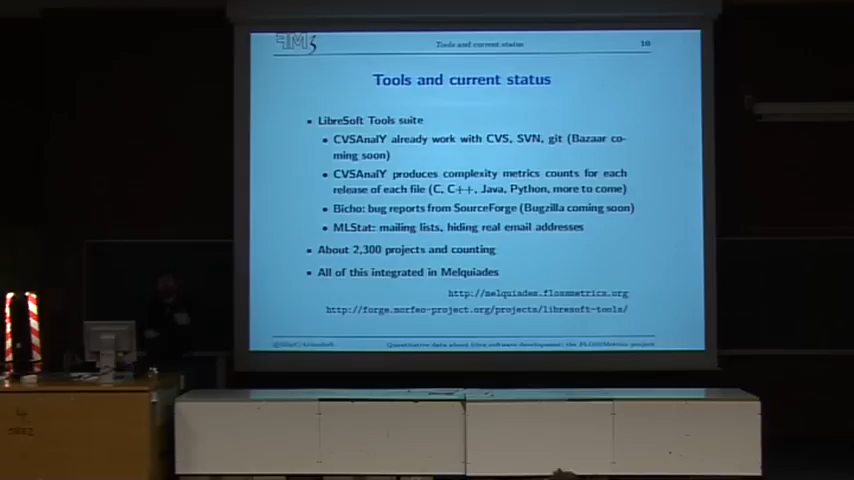 Tools and current status 10
Tools and current status
• LibreSoft Tools suite
• CVSAnalY already work with CVS, SVN, git (Bazaar co-
ming soon)
• CVSAnalY produces complexity metrics counts for each
release of each file (C, C++, Java, Python, more to come)
• Bicho: bug reports from SourceForge (Bugzilla coming soon)
• MLStat: mailing lists, hiding real email addresses
• About 2,300 projects and counting
• All of this integrated in Melquiades
http://melquiades.flossmetrics.org
http://forge.morfeo-project.org/projects/libresoft-tools/
Quantitative data about libre software development: the FLOSSMetrics project